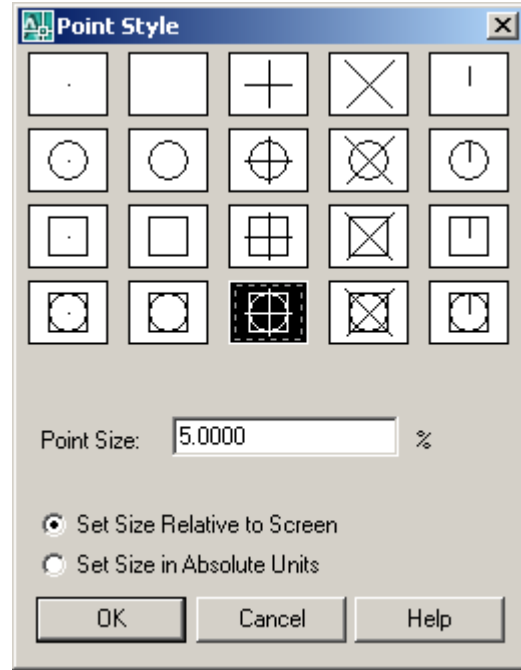 Point Style
Point Size: 5.0000 %
Set Size Relative to Screen
Set Size in Absolute Units
OK Cancel Help